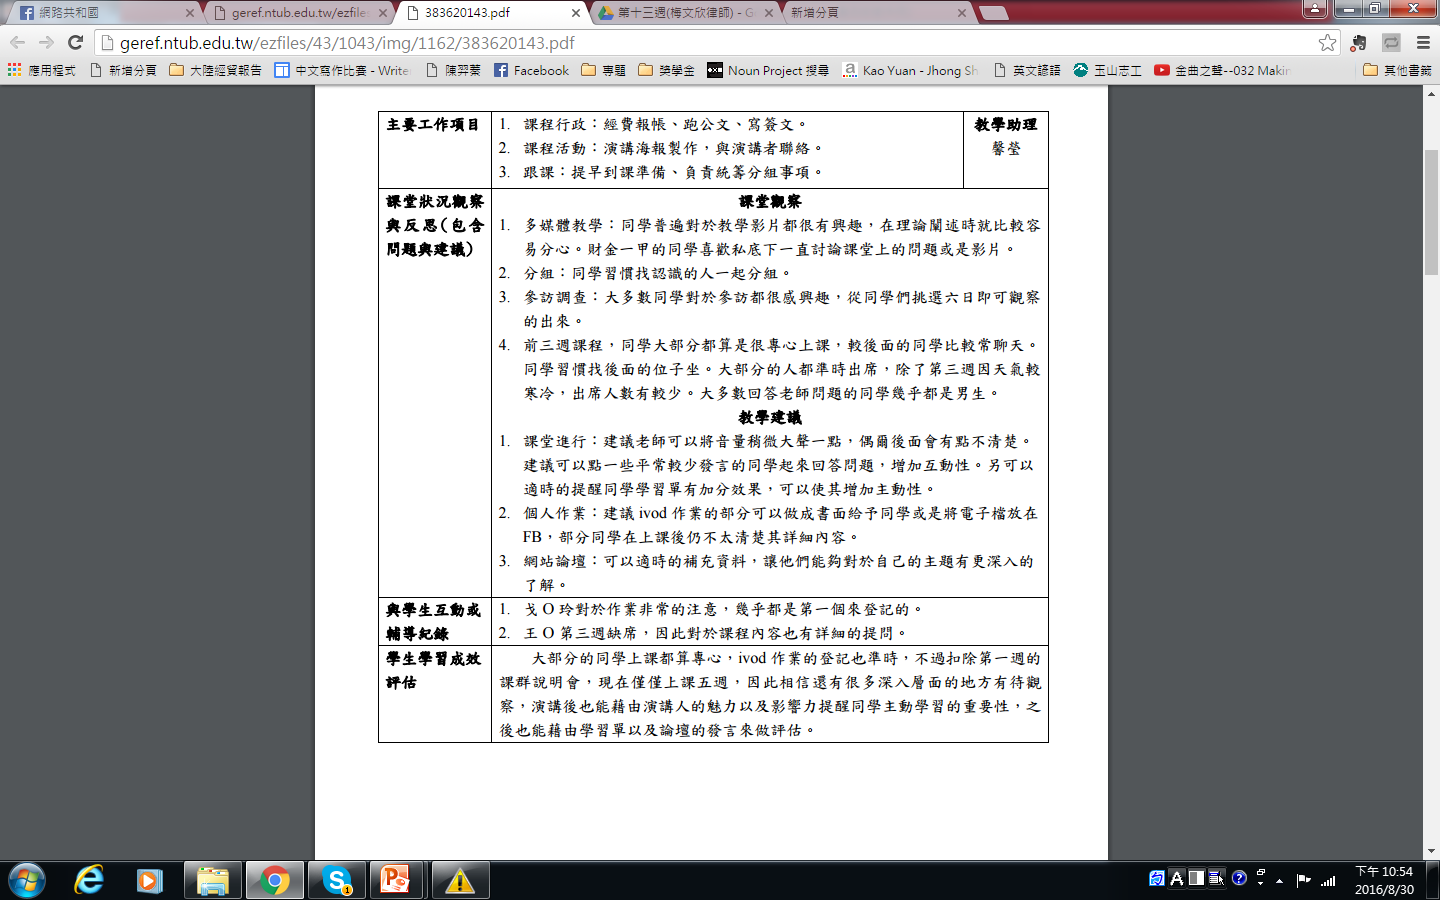 網路共和國
geref.ntub.edu.tw/ezfiles
383620143.pdf
第十三週(梅文欣律師) - G
新增分頁
geref.ntub.edu.tw/ezfiles/43/1043/img/1162/383620143.pdf
應用程式 新增分頁 大陸經貿報告 中文寫作比賽 - Write 陳羿蓁 Facebook 專題 獎學金 Noun Project 搜尋 Kao Yuan - Jhong Sh 英文諺語 玉山志工 金曲之聲--032 Makin 其他書籤
主要工作項目
1. 課程行政：經費報帳、跑公文、寫簽文。
2. 課程活動：演講海報製作，與演講者聯絡。
3. 跟課：提早到課準備、負責統籌分組事項。
教學助理
馨瑩
課堂狀況觀察
與反思(包含
問題與建議)
課堂觀察
1. 多媒體教學：同學普遍對於教學影片都很有興趣，在理論闡述時就比較容
易分心。財金一甲的同學喜歡私底下一直討論課堂上的問題或是影片。
2. 分組：同學習慣找認識的人一起分組。
3. 參訪調查：大多數同學對於參訪都很感興趣，從同學們挑選六日即可觀察
的出來。
4. 前三週課程，同學大部分都算是很專心上課，較後面的同學比較常聊天。
同學習慣找後面的位子坐。大部分的人都準時出席，除了第三週因天氣較
寒冷，出席人數有較少。大多數回答老師問題的同學幾乎都是男生。
教學建議
1. 課堂進行：建議老師可以將音量稍微大聲一點，偶爾後面會有點不清楚。
建議可以點一些平常較少發言的同學起來回答問題，增加互動性。另可以
適時的提醒同學學習單有加分效果，可以使其增加主動性。
2. 個人作業：建議 ivod 作業的部分可以做成書面給予同學或是將電子檔放在
FB，部分同學在上課後仍不太清楚其詳細內容。
3. 網站論壇：可以適時的補充資料，讓他們能夠對於自己的主題有更深入的
了解。
與學生互動或
輔導紀錄
1. 戈 O 玲對於作業非常的注意，幾乎都是第一個來登記的。
2. 王 O 第三週缺席，因此對於課程內容也有詳細的提問。
學生學習成效
評估
大部分的同學上課都算專心，ivod 作業的登記也準時，不過扣除第一週的
課群說明會，現在僅僅上課五週，因此相信還有很多深入層面的地方有待觀
察，演講後也能藉由演講人的魅力以及影響力提醒同學主動學習的重要性，之
後也能藉由學習單以及論壇的發言來做評估。
下午 10:54
2016/8/30